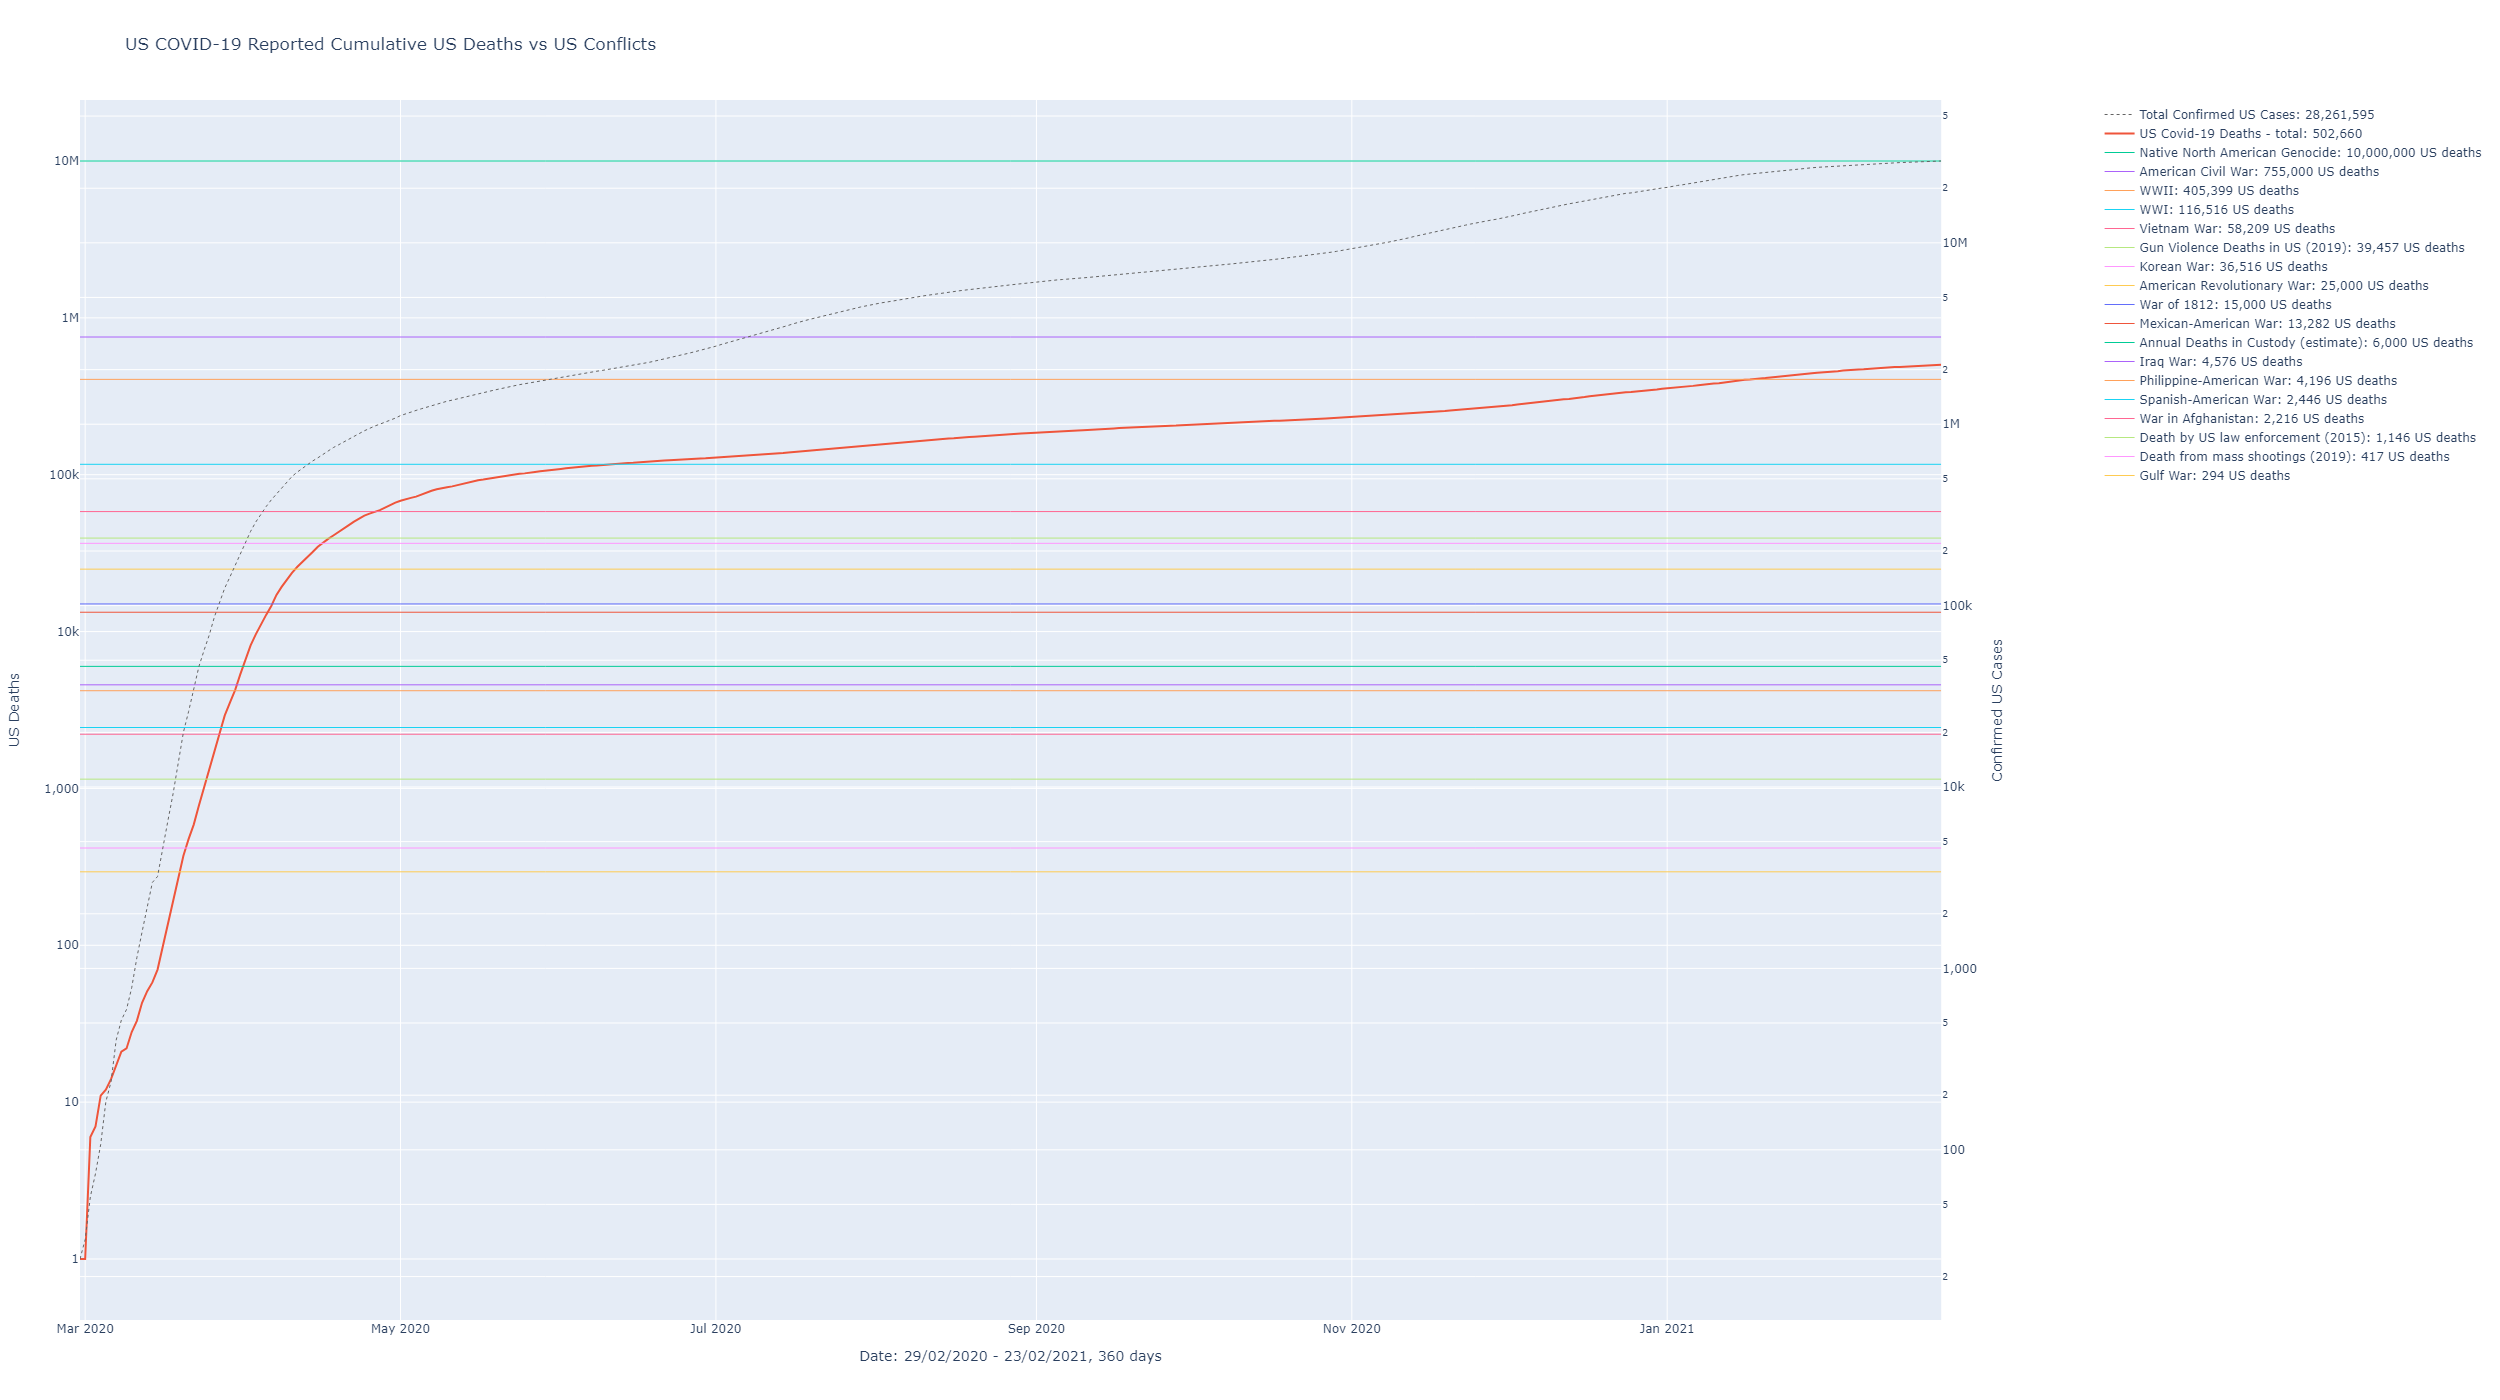 US COVID-19 Reported Cumulative US Deaths vs US Conflicts
10M
1M
100k
10k
1,000
100
10
1
US Deaths
5
2
10M
5
2
1M
5
2
100k
5
2
10k
5
2
1,000
5
2
100
5
2
Confirmed US Cases
Mar 2020
May 2020
Jul 2020
Sep 2020
Nov 2020
Jan 2021
Date: 29/02/2020 - 23/02/2021, 360 days
Total Confirmed US Cases: 28,261,595
US Covid-19 Deaths - total: 502,660
Native North American Genocide: 10,000,000 US deaths
American Civil War: 755,000 US deaths
WWII: 405,399 US deaths
WWI: 116,516 US deaths
Vietnam War: 58,209 US deaths
Gun Violence Deaths in US (2019): 39,457 US deaths
Korean War: 36,516 US deaths
American Revolutionary War: 25,000 US deaths
War of 1812: 15,000 US deaths
Mexican-American War: 13,282 US deaths
Annual Deaths in Custody (estimate): 6,000 US deaths
Iraq War: 4,576 US deaths
Philippine-American War: 4,196 US deaths
Spanish-American War: 2,446 US deaths
War in Afghanistan: 2,216 US deaths
Death by US law enforcement (2015): 1,146 US deaths
Death from mass shootings (2019): 417 US deaths
Gulf War: 294 US deaths